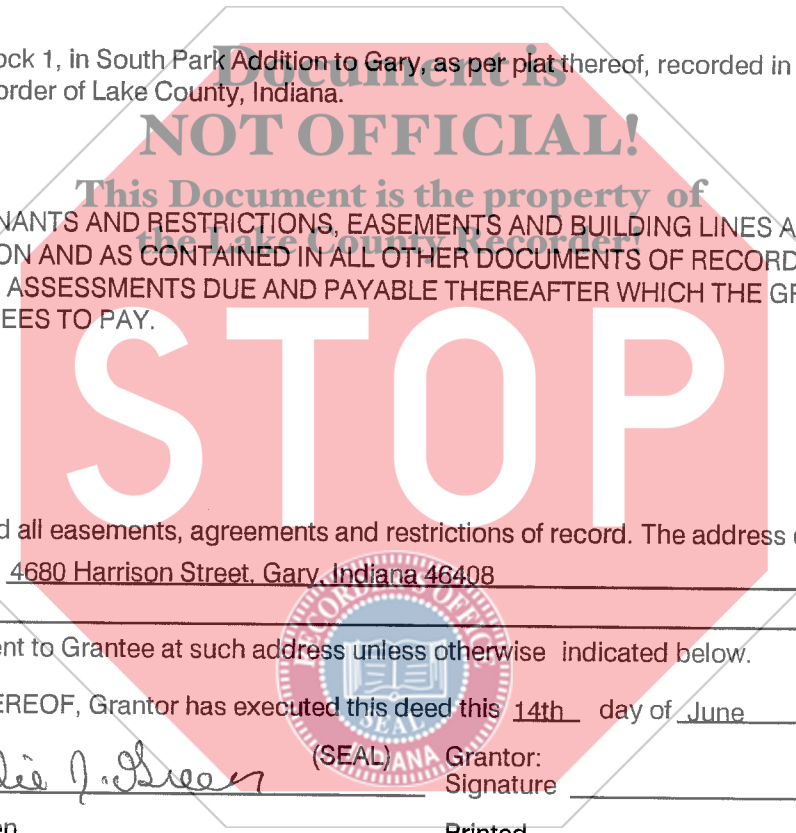 ock 1, in South Park Addition to Gary, as per plat thereof, recorded in
order of Lake County, Indiana.
Document is
NOT OFFICIAL!
This Document is the property of
the Lake County Recorder!
NANTS AND RESTRICTIONS, EASEMENTS AND BUILDING LINES A
ON AND AS CONTAINED IN ALL OTHER DOCUMENTS OF RECORD
ASSESSMENTS DUE AND PAYABLE THEREAFTER WHICH THE GR
EES TO PAY.
STOP
d all easements, agreements and restrictions of record. The address
4680 Harrison Street, Gary, Indiana 46408
ent to Grantee at such address unless otherwise indicated below.
EREOF, Grantor has executed this deed this 14th day of June
RECORDER'S OFFICE
SEAL
INDIANA
(SEAL) Grantor:
lie J. Green Signature
en Printed